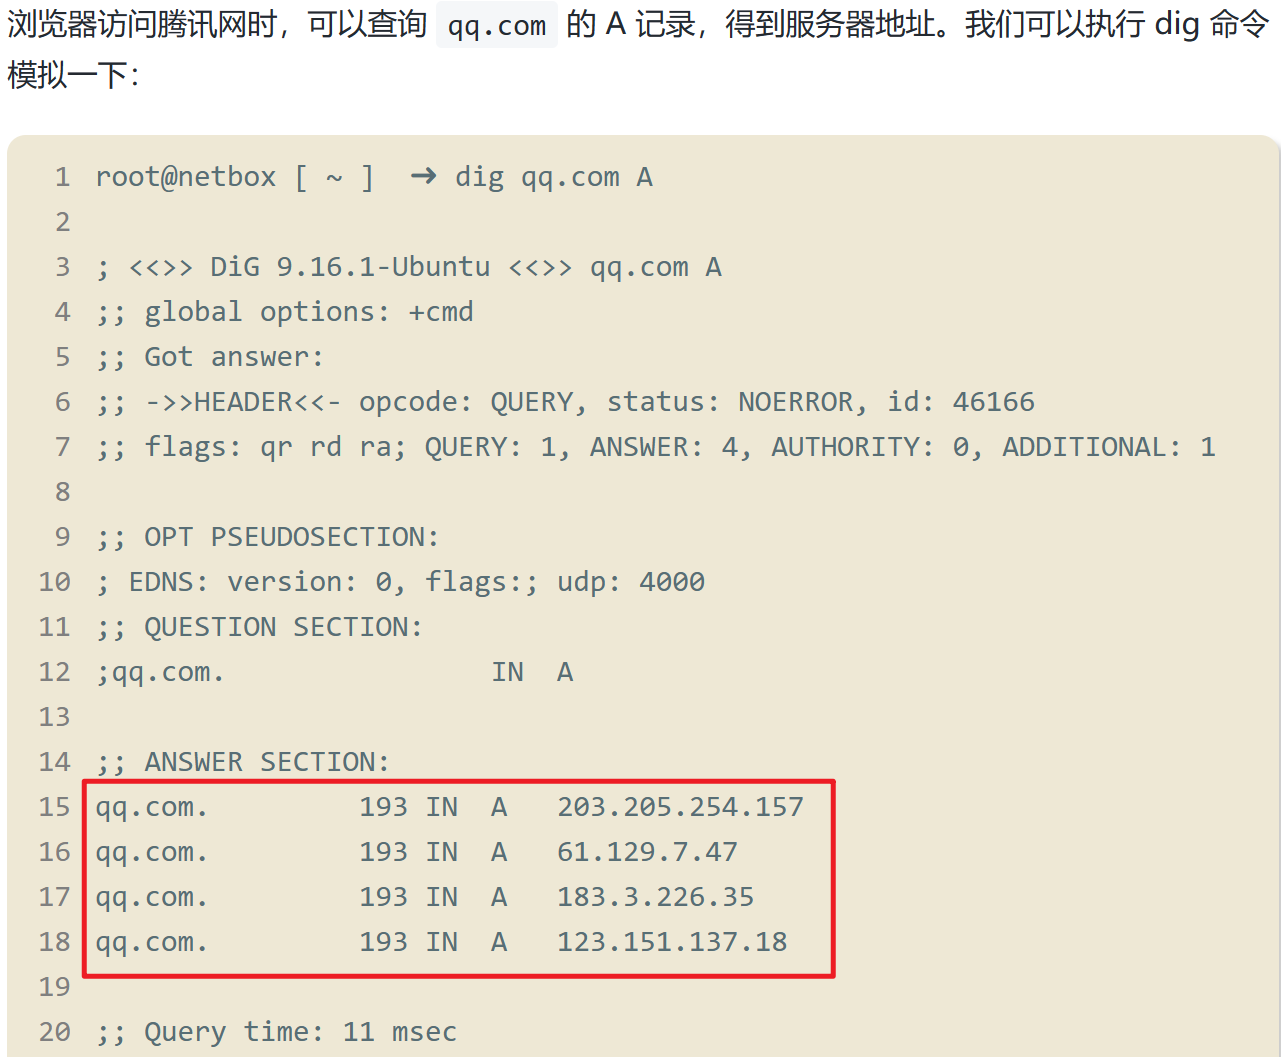 浏览器访问腾讯网时，可以查询 qq.com 的 A 记录，得到服务器地址。我们可以执行 dig 命令
模拟一下：
1 root@netbox [ ~ ]  ➜ dig qq.com A
2
3 ; <<>> DiG 9.16.1-Ubuntu <<>> qq.com A
4 ;; global options: +cmd
5 ;; Got answer:
6 ;; ->>HEADER<<- opcode: QUERY, status: NOERROR, id: 46166
7 ;; flags: qr rd ra; QUERY: 1, ANSWER: 4, AUTHORITY: 0, ADDITIONAL: 1
8
9 ;; OPT PSEUDOSECTION:
10 ; EDNS: version: 0, flags:; udp: 4000
11 ;; QUESTION SECTION:
12 ;qq.com. IN A
13
14 ;; ANSWER SECTION:
15 qq.com. 193 IN A 203.205.254.157
16 qq.com. 193 IN A 61.129.7.47
17 qq.com. 193 IN A 183.3.226.35
18 qq.com. 193 IN A 123.151.137.18
19
20 ;; Query time: 11 msec